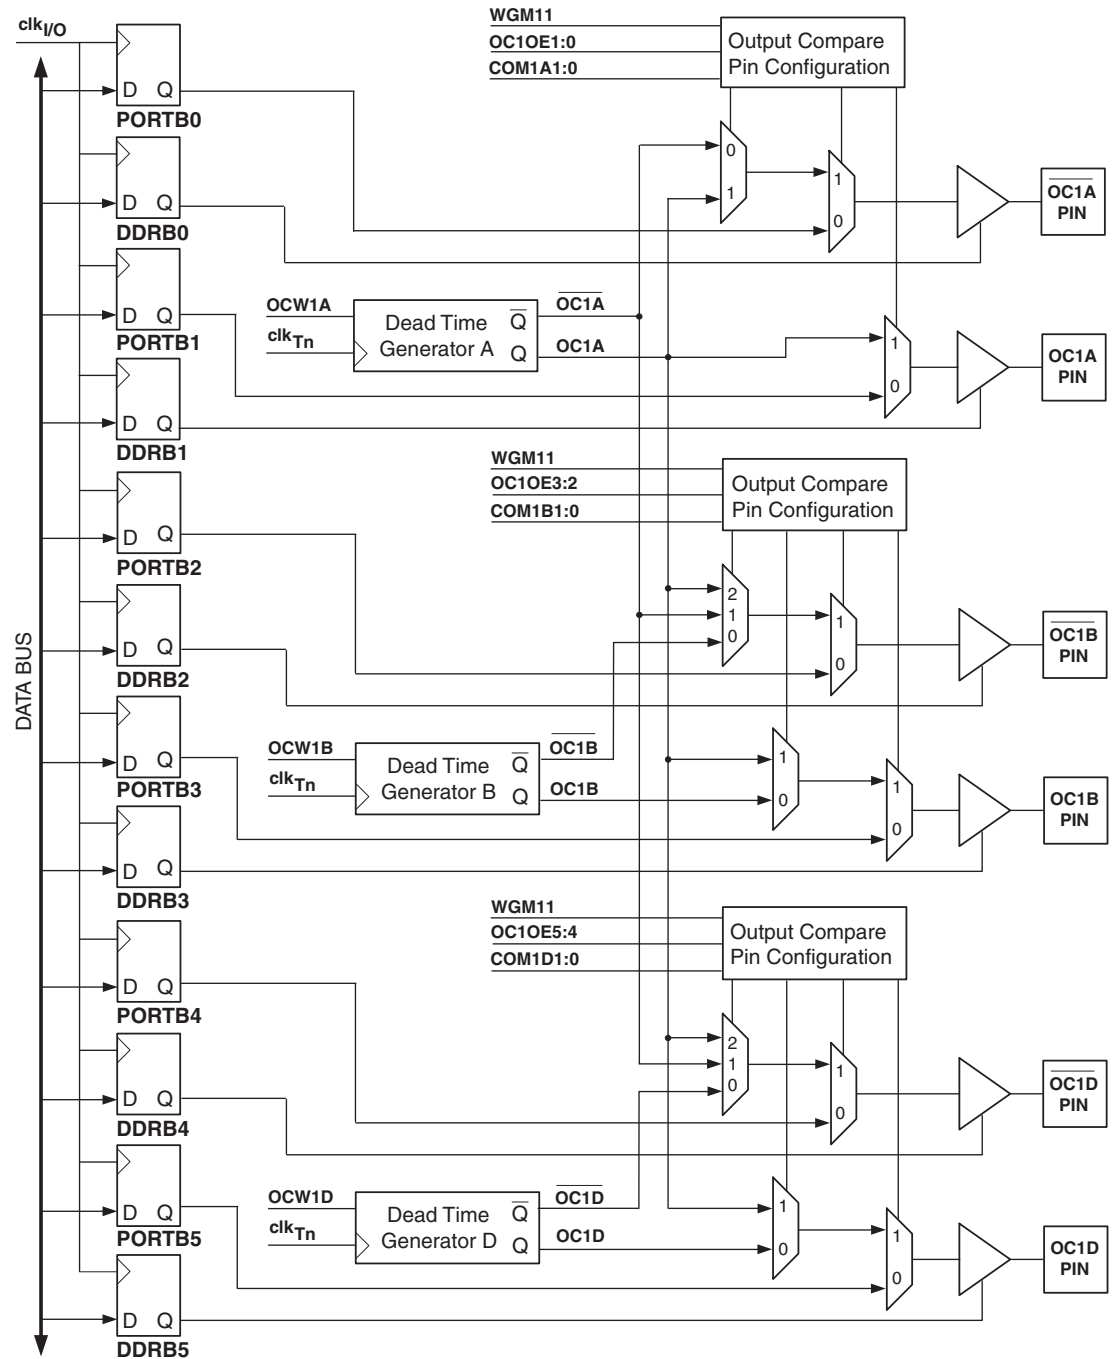 clkI/O
WGM11
OC1OE1:0
COM1A1:0
Output Compare
Pin Configuration
D Q
PORTB0
0
1
1
0
OC1A
PIN
D Q
DDRB0
D Q
PORTB1
OCW1A
clkTn
Dead Time
Generator A
Q
Q
OC1A
OC1A
1
0
OC1A
PIN
D Q
DDRB1
WGM11
OC1OE3:2
COM1B1:0
Output Compare
Pin Configuration
D Q
PORTB2
2
1
0
1
0
OC1B
PIN
D Q
DDRB2
DATA BUS
D Q
PORTB3
OCW1B
clkTn
Dead Time
Generator B
Q
Q
OC1B
OC1B
1
0
1
0
OC1B
PIN
D Q
DDRB3
WGM11
OC1OE5:4
COM1D1:0
Output Compare
Pin Configuration
D Q
PORTB4
2
1
0
1
0
OC1D
PIN
D Q
DDRB4
D Q
PORTB5
OCW1D
clkTn
Dead Time
Generator D
Q
Q
OC1D
OC1D
1
0
1
0
OC1D
PIN
D Q
DDRB5